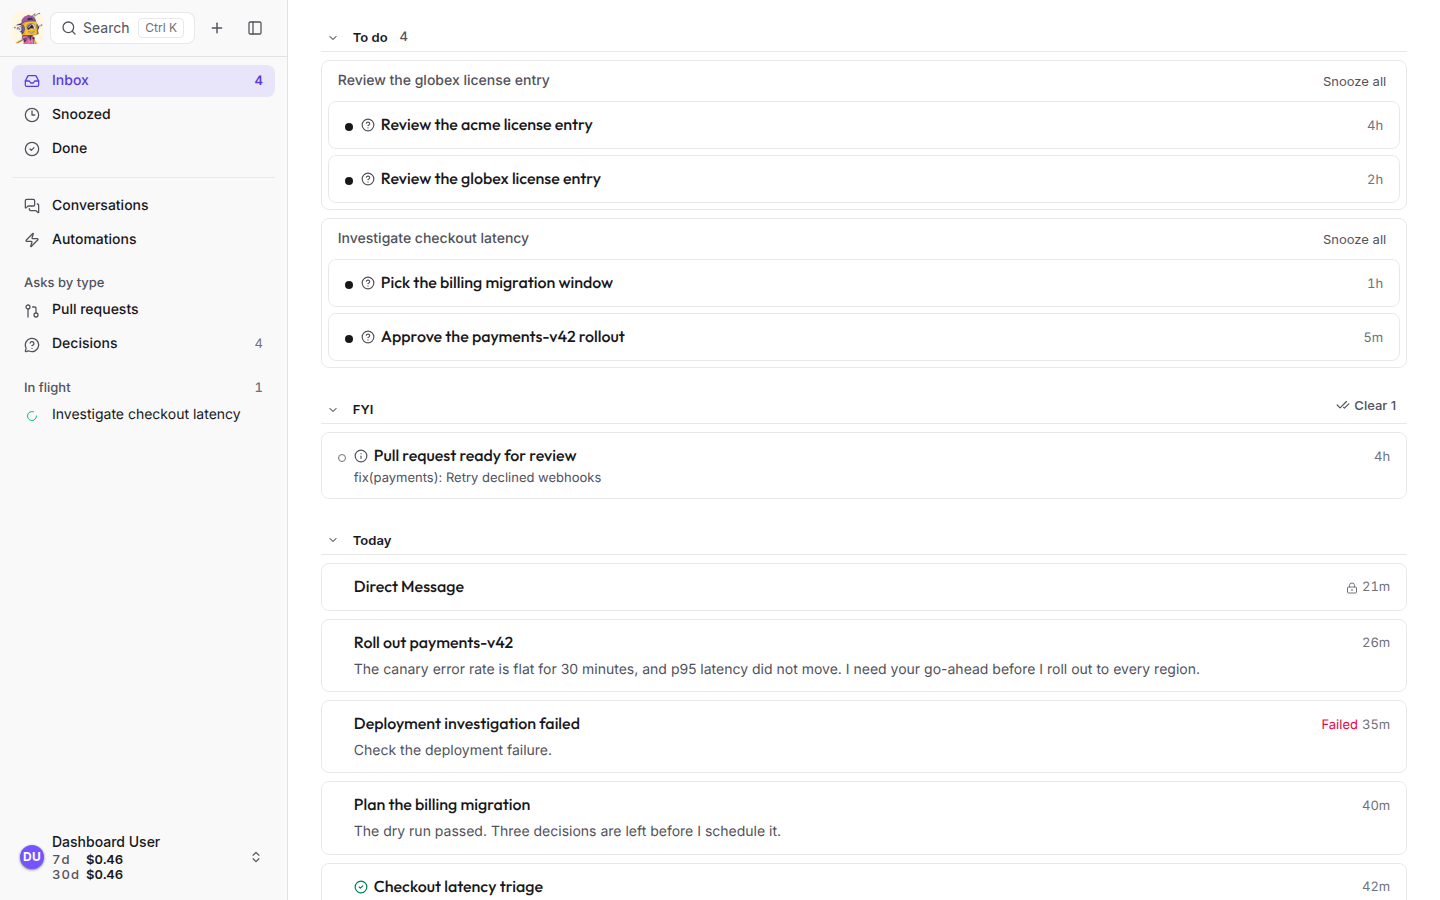 Search Ctrl K
Inbox 4
Snoozed
Done
Conversations
Automations
Asks by type
Pull requests
Decisions 4
In flight 1
Investigate checkout latency
DU
Dashboard User
7d $0.46
30d $0.46
To do 4
Review the globex license entry Snooze all
Review the acme license entry 4h
Review the globex license entry 2h
Investigate checkout latency Snooze all
Pick the billing migration window 1h
Approve the payments-v42 rollout 5m
FYI Clear 1
Pull request ready for review 4h
fix(payments): Retry declined webhooks
Today
Direct Message 21m
Roll out payments-v42 26m
The canary error rate is flat for 30 minutes, and p95 latency did not move. I need your go-ahead before I roll out to every region.
Deployment investigation failed Failed 35m
Check the deployment failure.
Plan the billing migration 40m
The dry run passed. Three decisions are left before I schedule it.
Checkout latency triage 42m